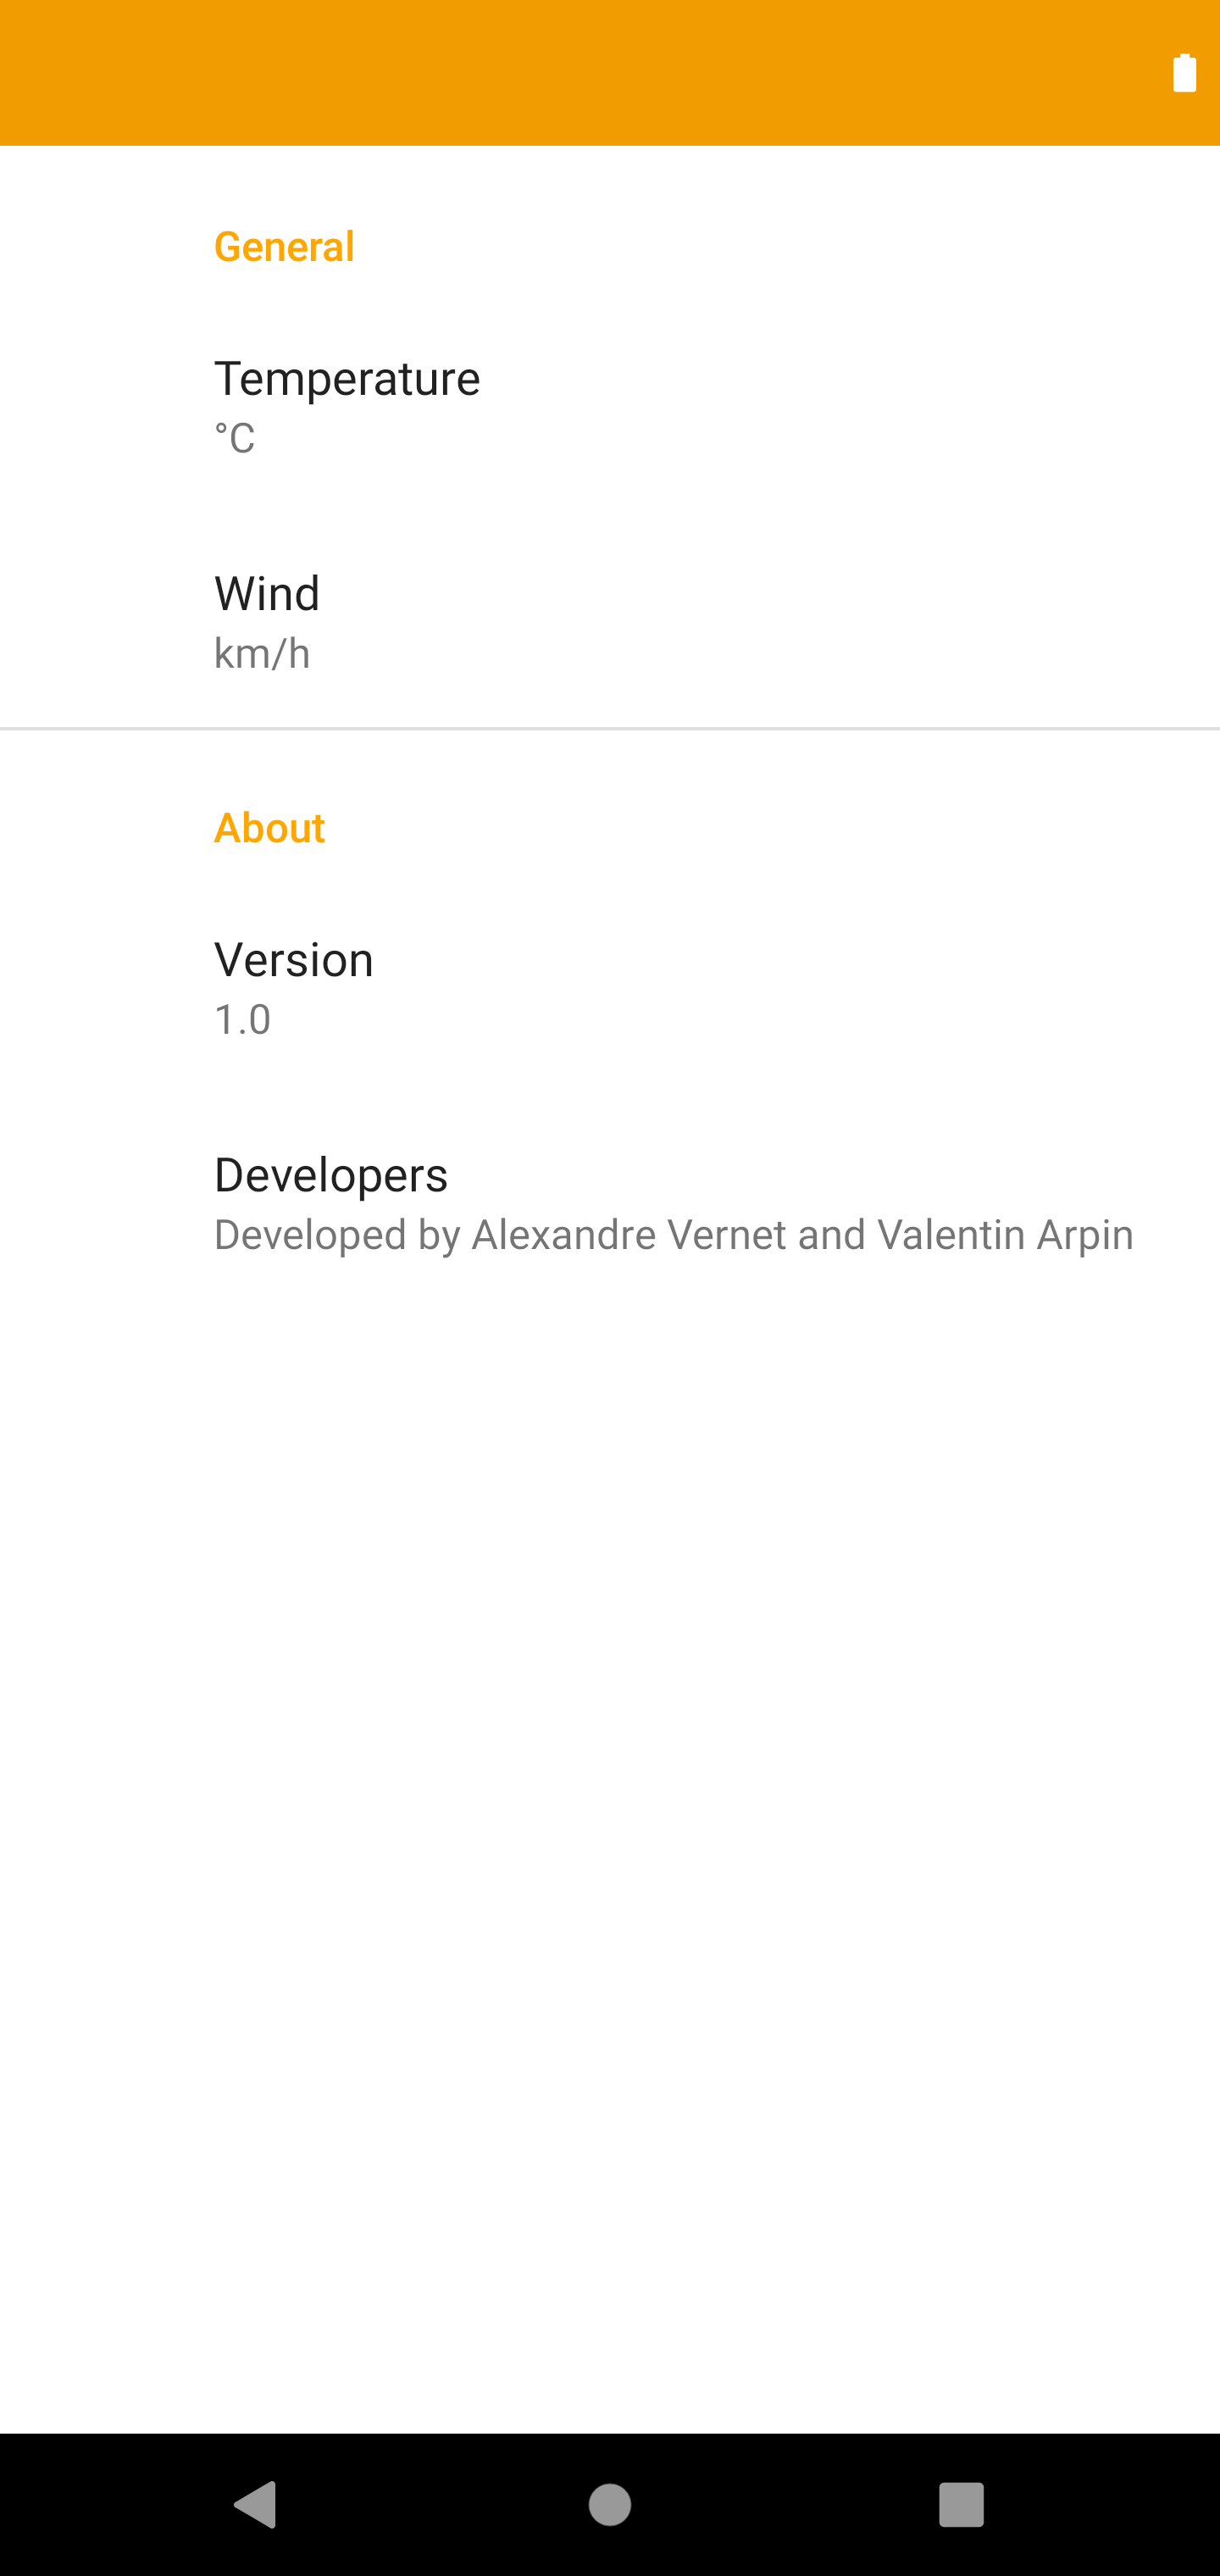 General
Temperature
°C
Wind
km/h
About
Version
1.0
Developers
Developed by Alexandre Vernet and Valentin Arpin